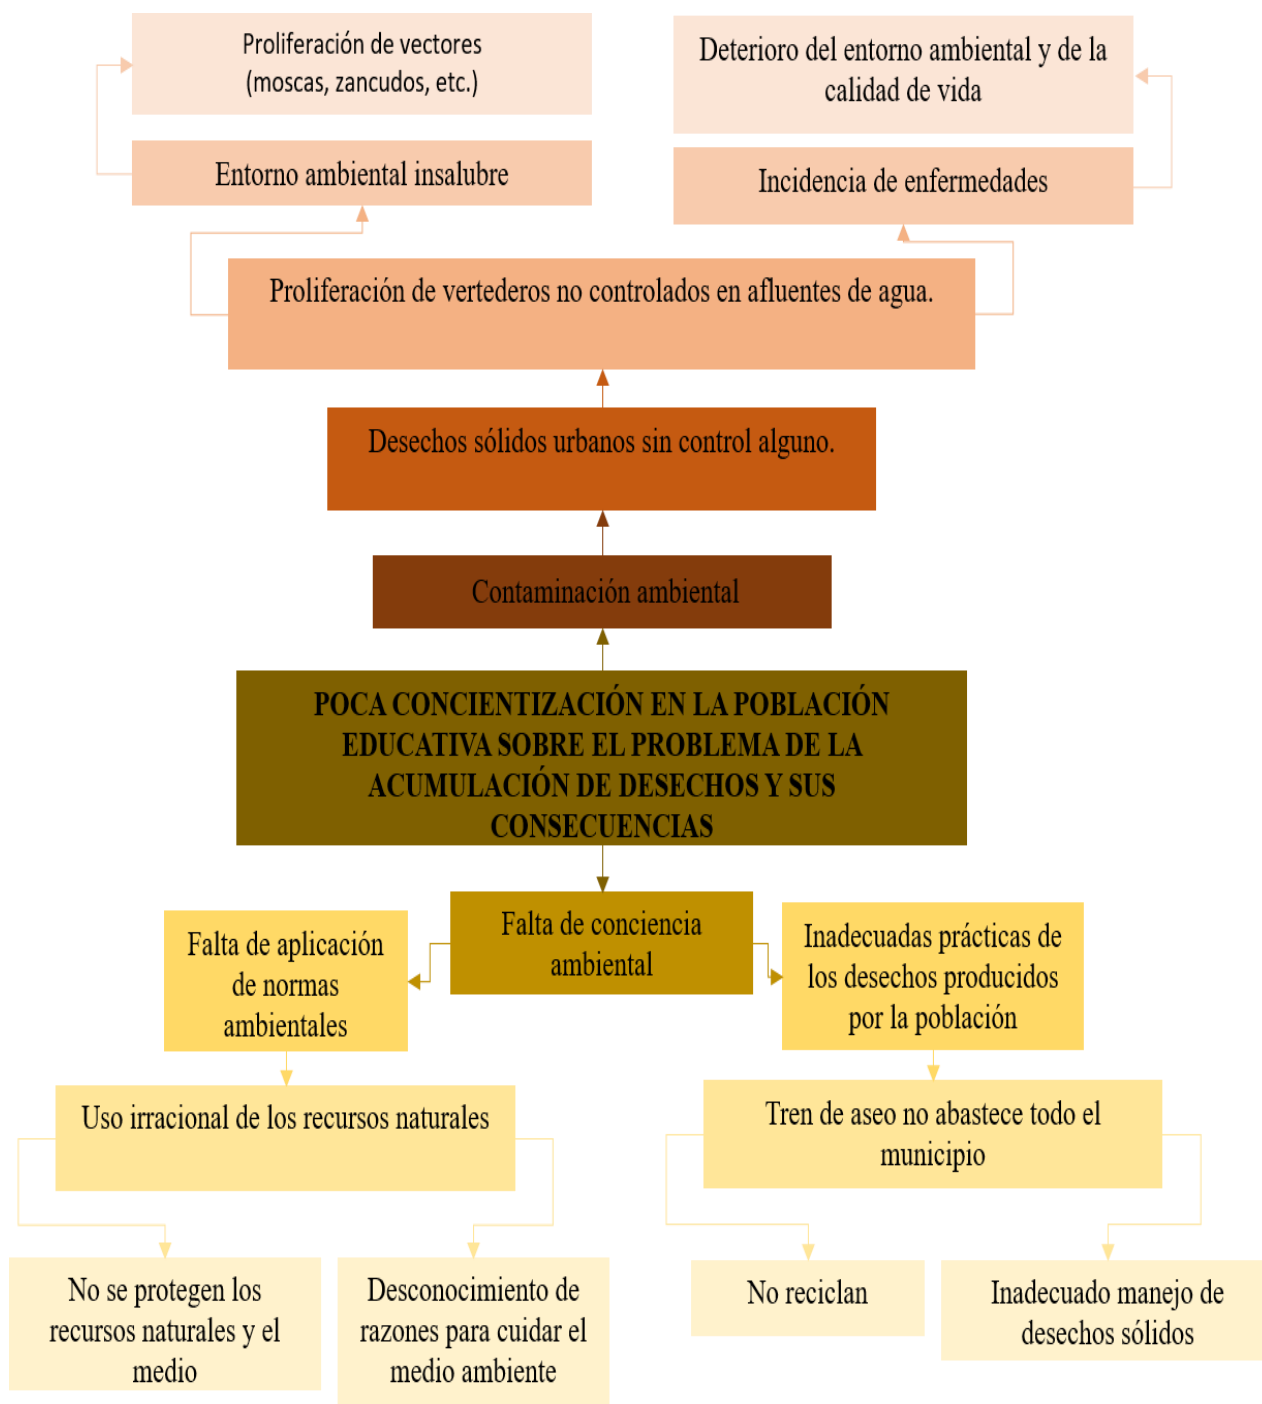 Proliferación de vectores
(moscas, zancudos, etc.)
Deterioro del entorno ambiental y de la
calidad de vida
Entorno ambiental insalubre
Incidencia de enfermedades
Proliferación de vertederos no controlados en afluentes de agua.
Desechos sólidos urbanos sin control alguno.
Contaminación ambiental
POCA CONCIENTIZACIÓN EN LA POBLACIÓN
EDUCATIVA SOBRE EL PROBLEMA DE LA
ACUMULACIÓN DE DESECHOS Y SUS
CONSECUENCIAS
Falta de conciencia
ambiental
Falta de aplicación
de normas
ambientales
Inadecuadas prácticas de
los desechos producidos
por la población
Uso irracional de los recursos naturales
Tren de aseo no abastece todo el
municipio
No se protegen los
recursos naturales y el
medio
Desconocimiento de
razones para cuidar el
medio ambiente
No reciclan
Inadecuado manejo de
desechos sólidos